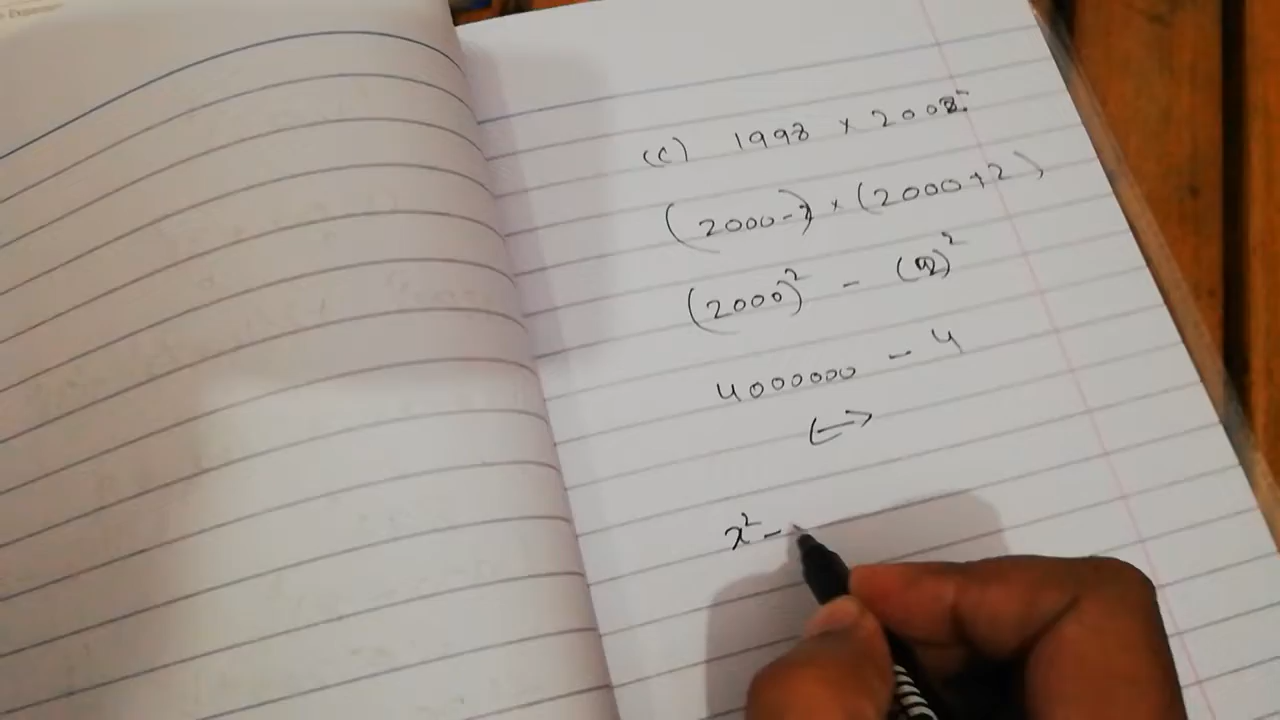 (c) 1998 × 2002
(2000-2) × (2000+2)
(2000)² - (2)²
4000000 - 4
x² -